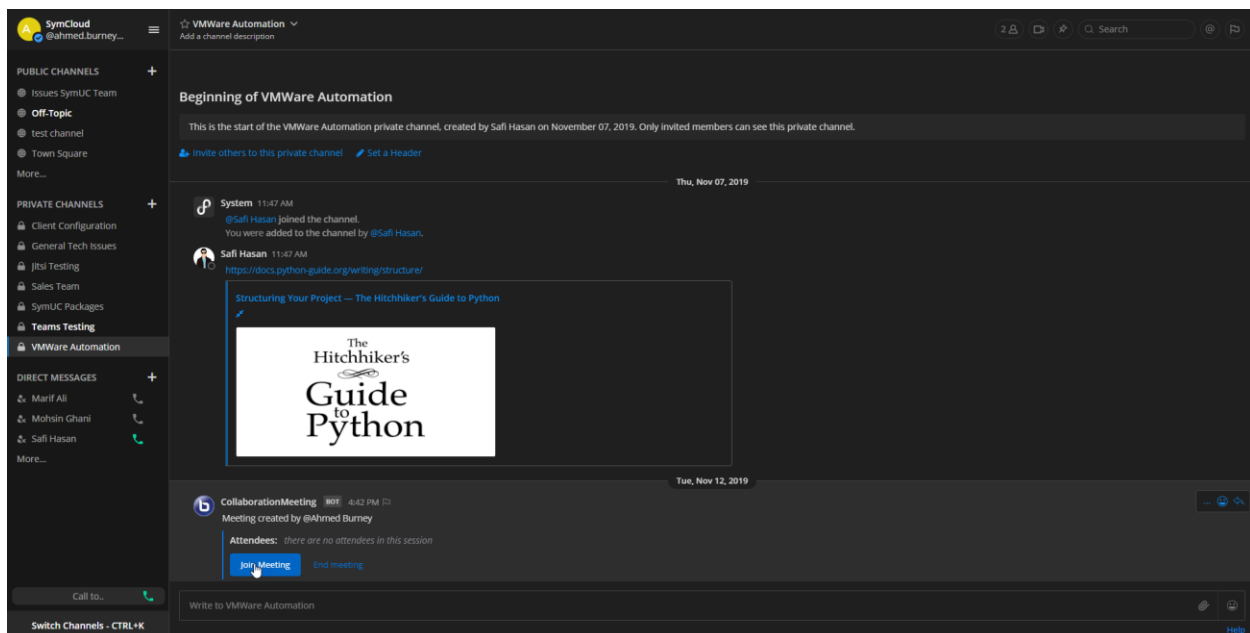 A
SymCloud
@ahmed.burney...
PUBLIC CHANNELS +
Issues SymUC Team
Off-Topic
test channel
Town Square
More...
PRIVATE CHANNELS +
Client Configuration
General Tech Issues
Jitsi Testing
Sales Team
SymUC Packages
Teams Testing
VMWare Automation
DIRECT MESSAGES +
Marif Ali
Mohsin Ghani
Safi Hasan
More...
Call to..
Switch Channels - CTRL+K
VMWare Automation
Add a channel description
2
Search
@
Beginning of VMWare Automation
This is the start of the VMWare Automation private channel, created by Safi Hasan on November 07, 2019. Only invited members can see this private channel.
Invite others to this private channel Set a Header
Thu, Nov 07, 2019
System 11:47 AM
@Safi Hasan joined the channel.
You were added to the channel by @Safi Hasan.
Safi Hasan 11:47 AM
https://docs.python-guide.org/writing/structure/
Structuring Your Project — The Hitchhiker's Guide to Python
The
Hitchhiker's
Guide
to
Python
Tue, Nov 12, 2019
b
CollaborationMeeting BOT 4:42 PM
...
Meeting created by @Ahmed Burney
Attendees: there are no attendees in this session
Join Meeting End meeting
Write to VMWare Automation
Help